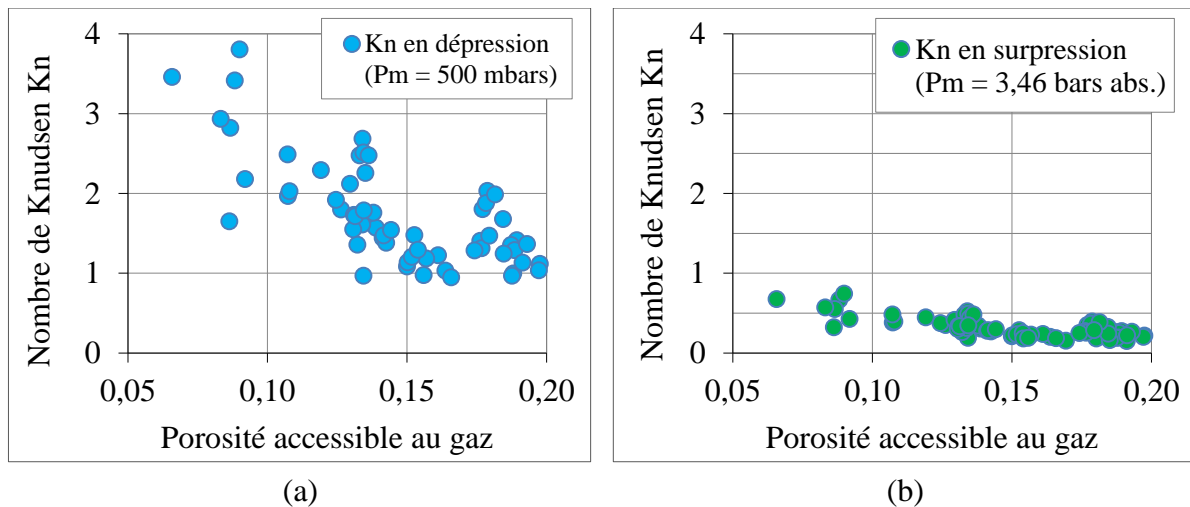 Nombre de Knudsen Kn
4
3
2
1
0
Kn en dépression
(Pm = 500 mbars)
0,05
0,10
0,15
0,20
Porosité accessible au gaz
(a)
Nombre de Knudsen Kn
4
3
2
1
0
Kn en surpression
(Pm = 3,46 bars abs.)
0,05
0,10
0,15
0,20
Porosité accessible au gaz
(b)